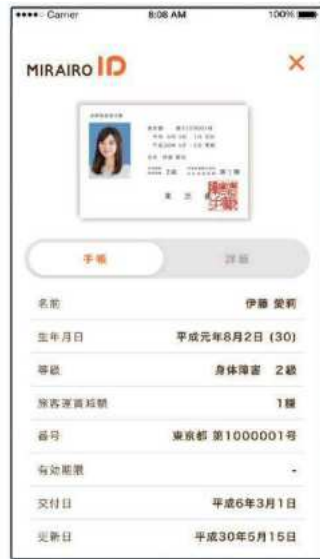 Carrier 8:08 AM 100%
MIRAIRO ID
手帳 詳細
名前 伊藤 愛莉
生年月日 平成元年8月2日 (30)
等級 身体障害 2級
旅客運賃減額 1種
番号 東京都 第1000001号
有効期限 -
交付日 平成6年3月1日
更新日 平成30年5月15日